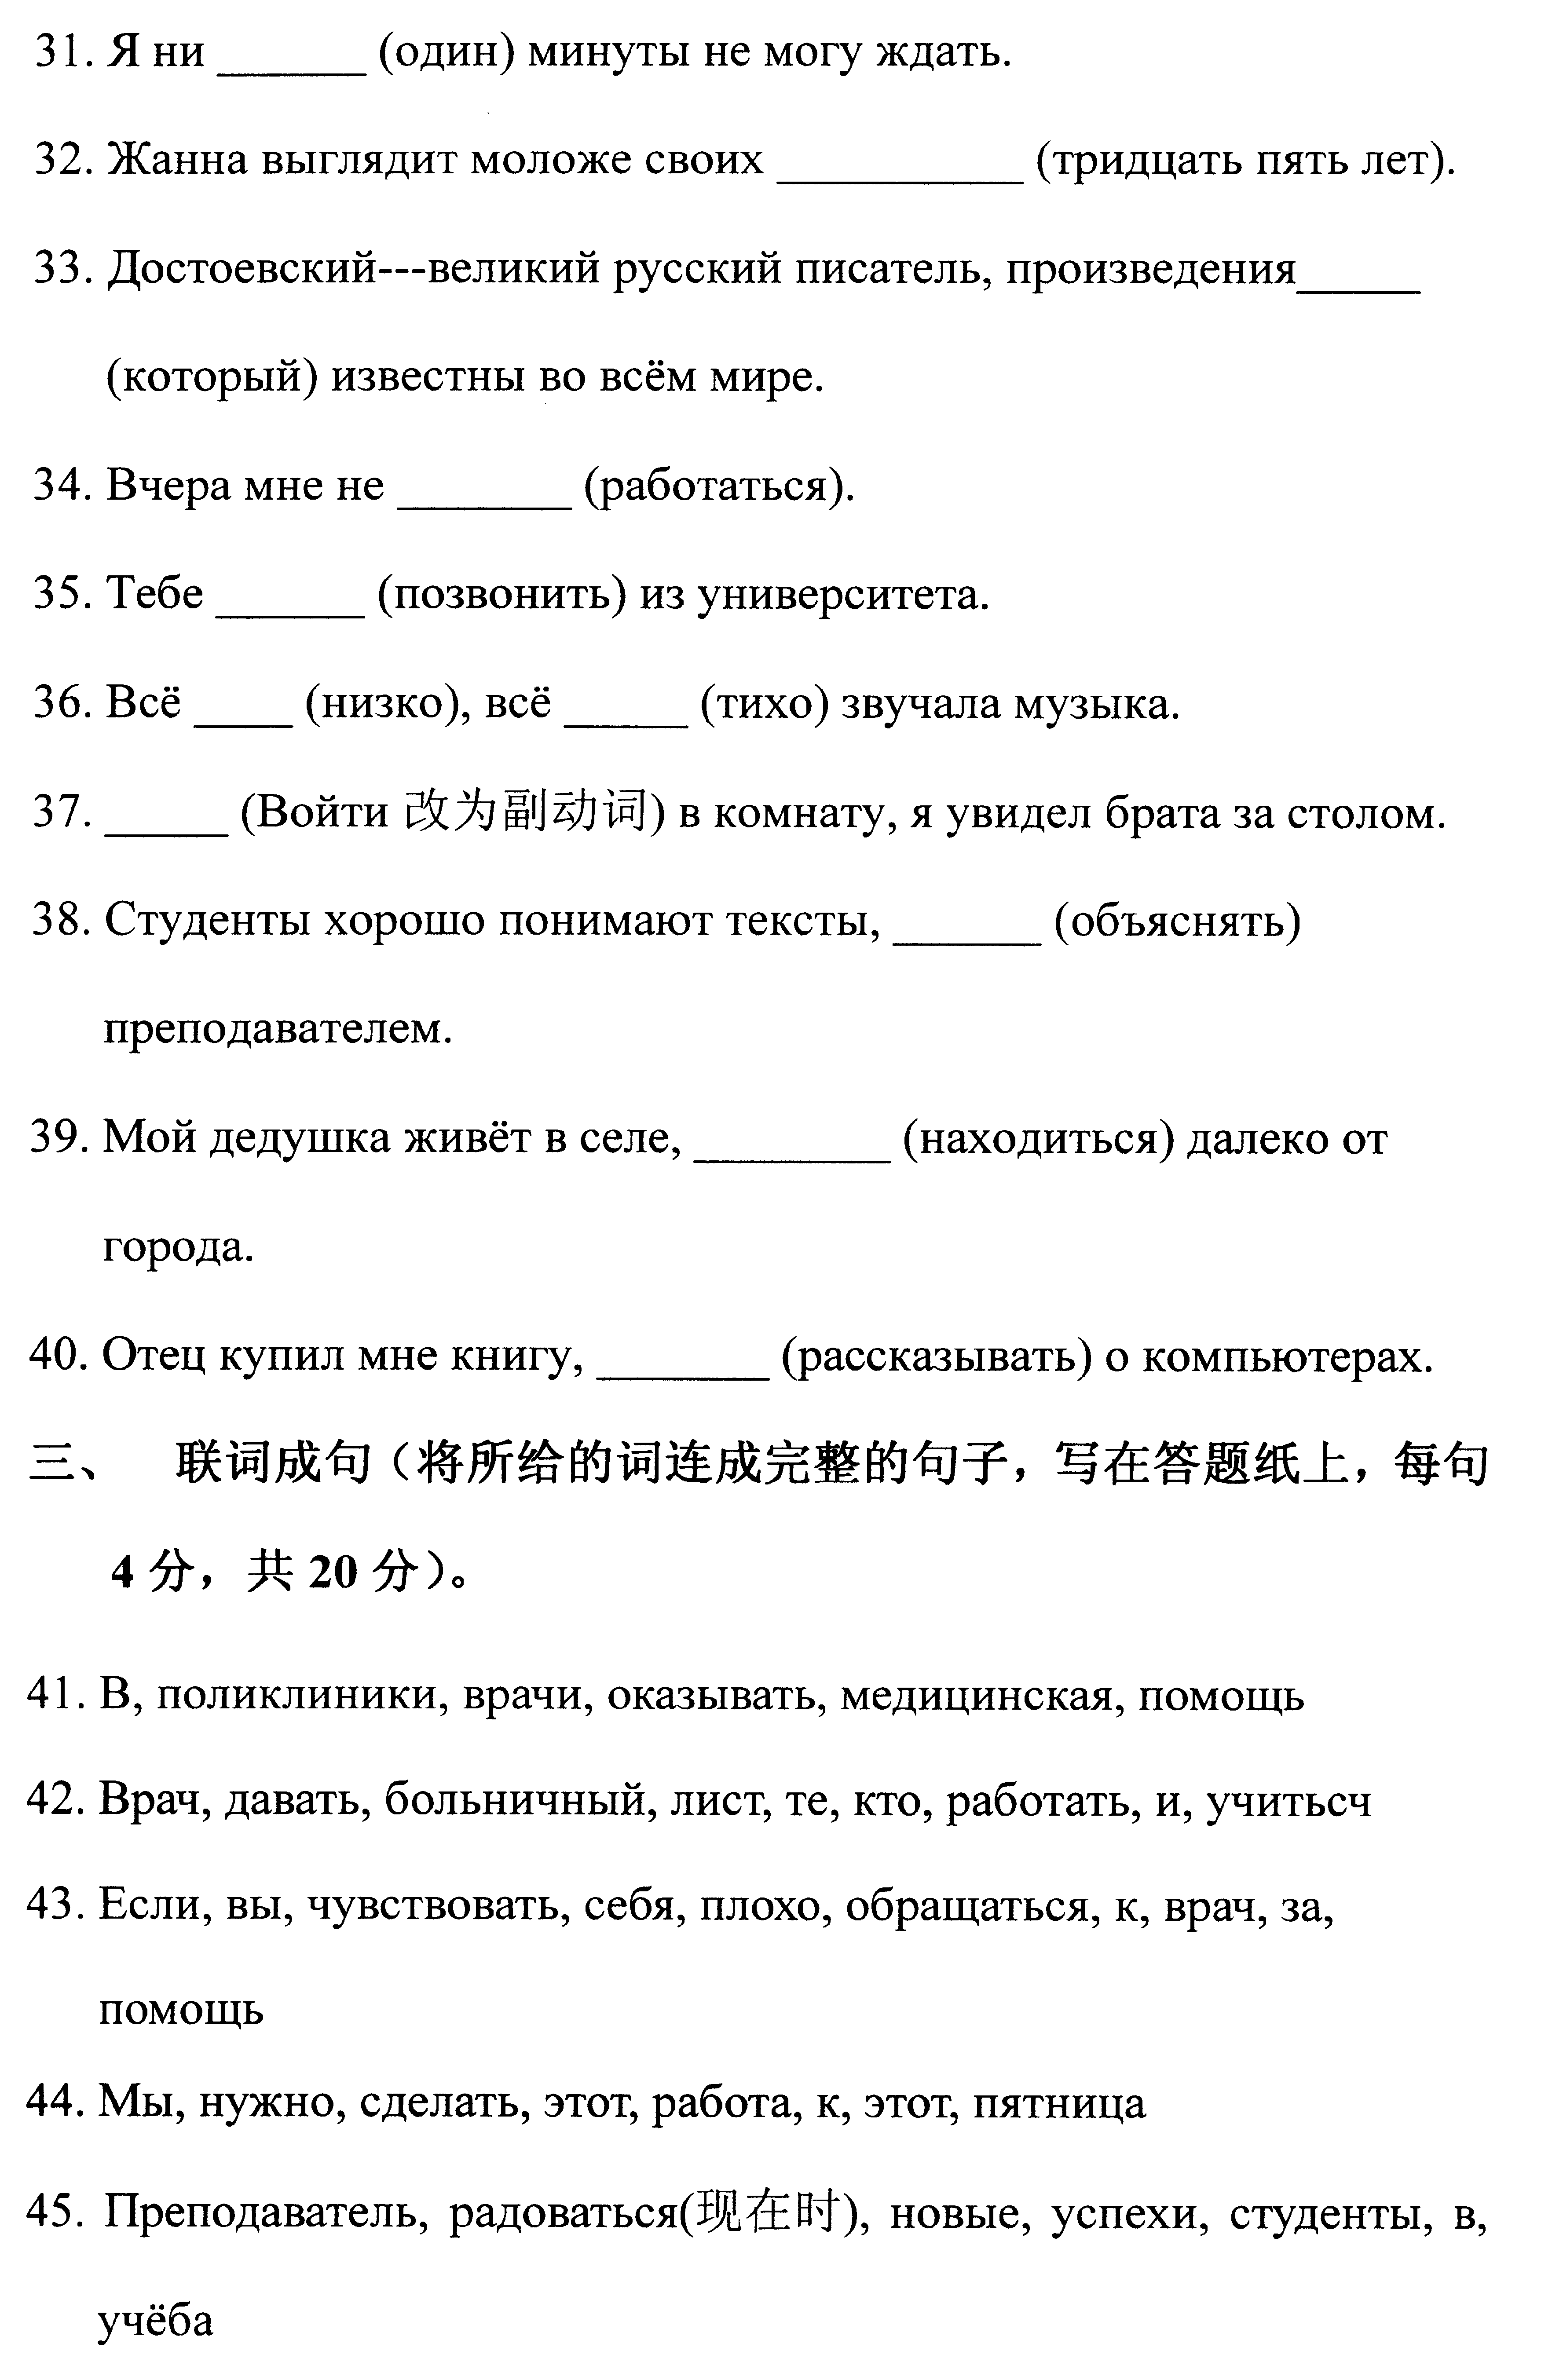 31. Я ни ______ (один) минуты не могу ждать.
32. Жанна выглядит моложе своих __________ (тридцать пять лет).
33. Достоевский---великий русский писатель, произведения_____
(который) известны во всём мире.
34. Вчера мне не _______ (работаться).
35. Тебе ______ (позвонить) из университета.
36. Всё ____ (низко), всё _____ (тихо) звучала музыка.
37. _____ (Войти 改为副动词) в комнату, я увидел брата за столом.
38. Студенты хорошо понимают тексты, ______ (объяснять)
преподавателем.
39. Мой дедушка живёт в селе, ________ (находиться) далеко от
города.
40. Отец купил мне книгу, _______ (рассказывать) о компьютерах.
三、 联词成句（将所给的词连成完整的句子，写在答题纸上，每句
4 分，共 20 分）。
41. В, поликлиники, врачи, оказывать, медицинская, помощь
42. Врач, давать, больничный, лист, те, кто, работать, и, учитьсч
43. Если, вы, чувствовать, себя, плохо, обращаться, к, врач, за,
помощь
44. Мы, нужно, сделать, этот, работа, к, этот, пятница
45. Преподаватель, радоваться(现在时), новые, успехи, студенты, в,
учёба